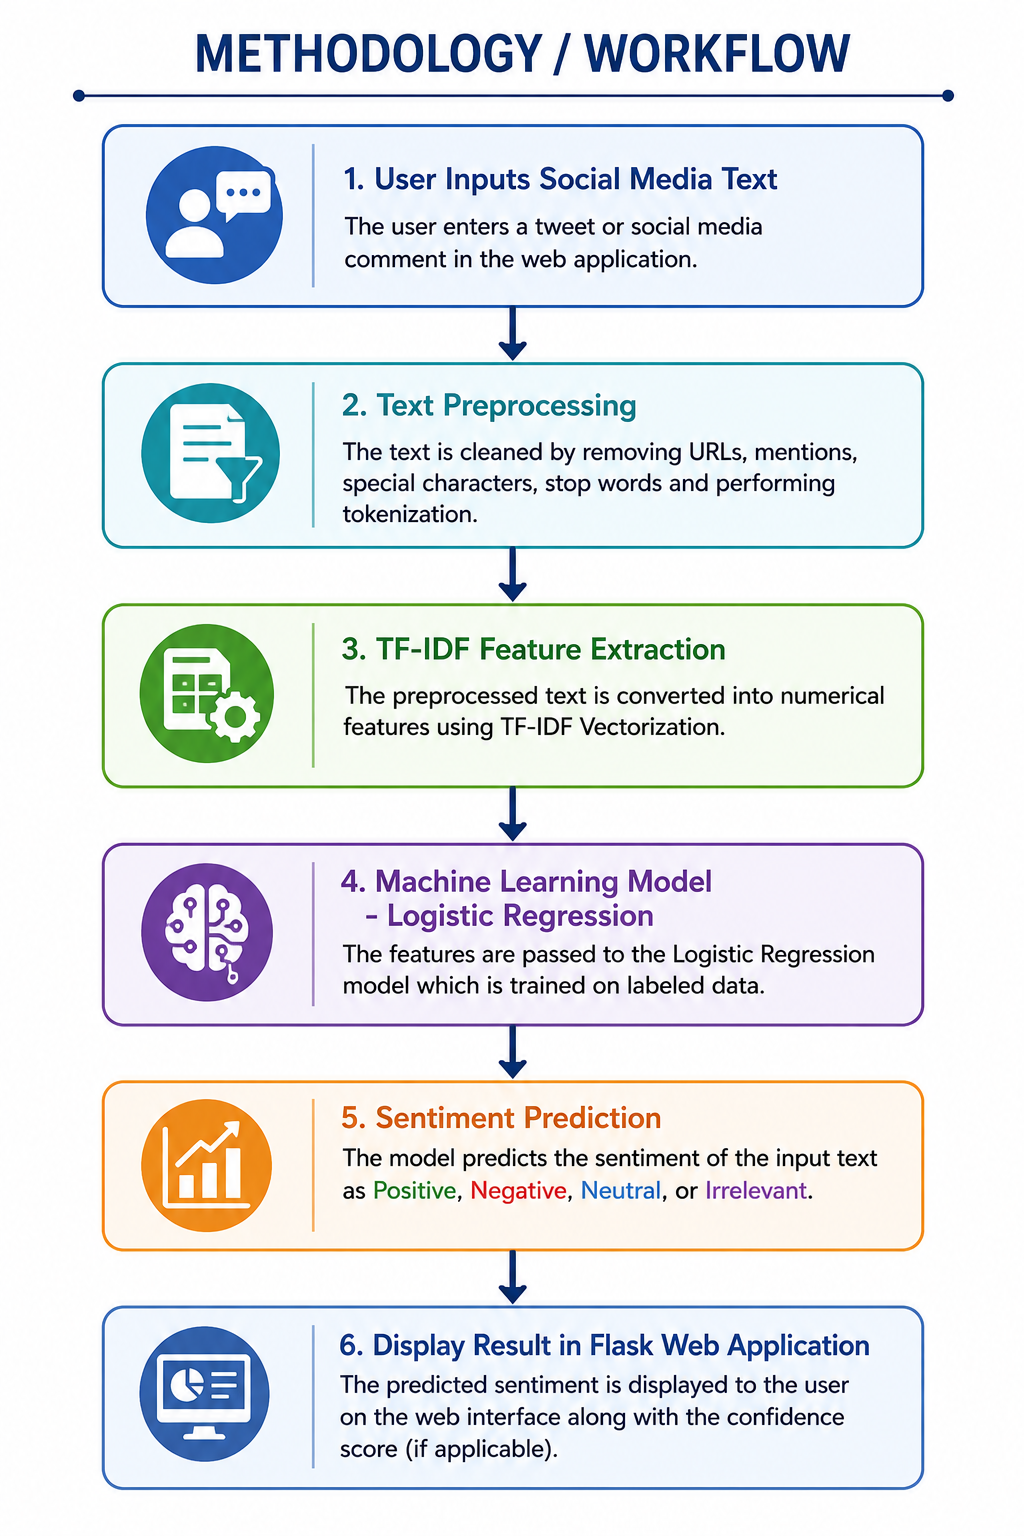 METHODOLOGY / WORKFLOW
1. User Inputs Social Media Text
The user enters a tweet or social media
comment in the web application.
2. Text Preprocessing
The text is cleaned by removing URLs, mentions,
special characters, stop words and performing
tokenization.
3. TF-IDF Feature Extraction
The preprocessed text is converted into numerical
features using TF-IDF Vectorization.
4. Machine Learning Model
- Logistic Regression
The features are passed to the Logistic Regression
model which is trained on labeled data.
5. Sentiment Prediction
The model predicts the sentiment of the input text
as Positive, Negative, Neutral, or Irrelevant.
6. Display Result in Flask Web Application
The predicted sentiment is displayed to the user
on the web interface along with the confidence
score (if applicable).